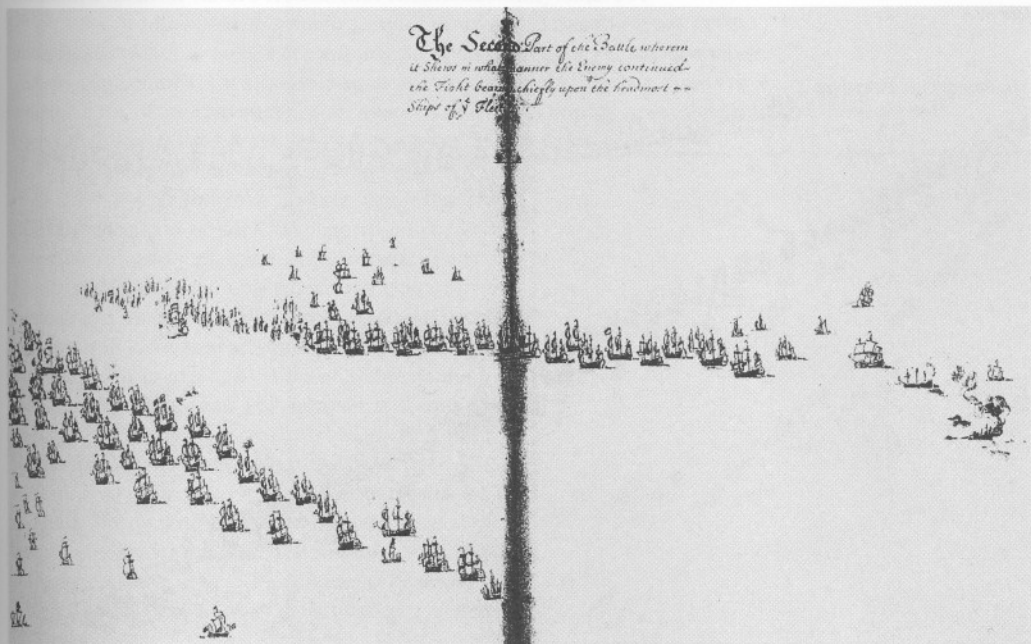 The Second Part of the Battle wherein
it Shews in what manner the Enemy continued
the Fight bearing chiefly upon the headmost
Ships of yͤ Fleet